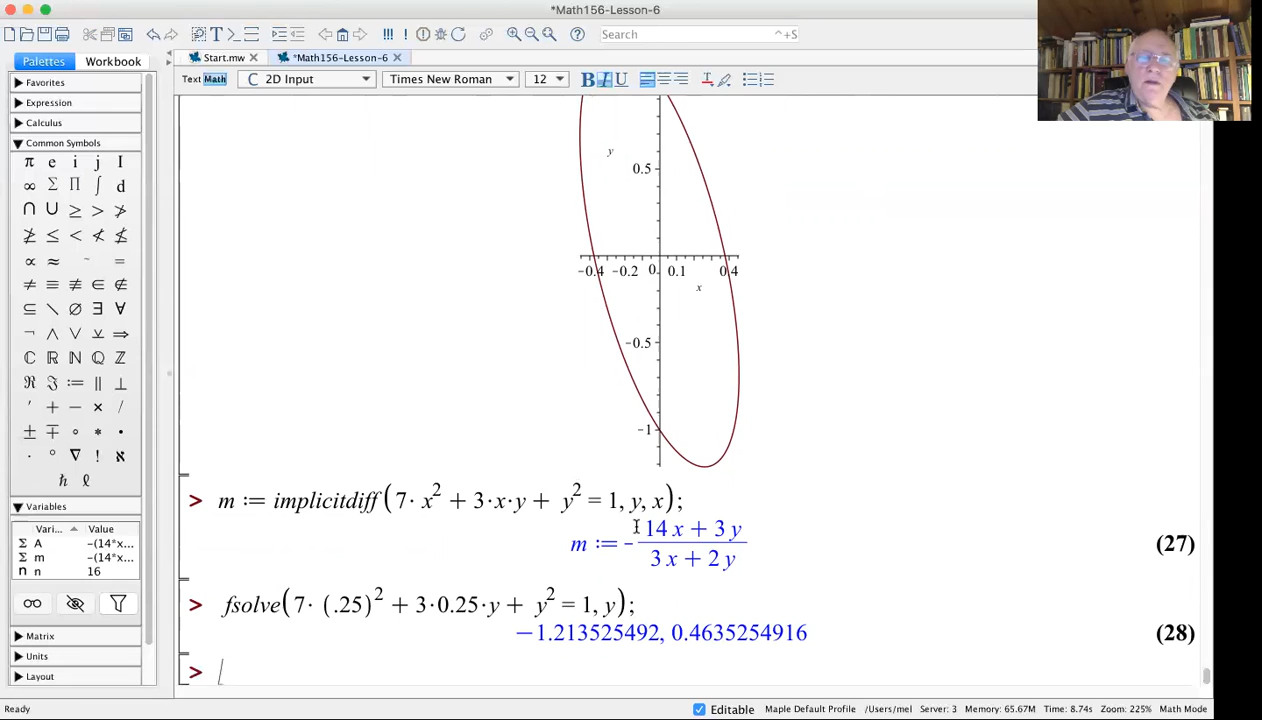 *Math156-Lesson-6
Search +S
Start.mw *Math156-Lesson-6
Palettes Workbook
Text Math C 2D Input Times New Roman 12 B I U
Favorites
Expression
Calculus
Common Symbols
π e i j I
∞ Σ Π ∫ d
∩ ∪ ≥ > ≯
≱ ≤ < ≮ ≰
∝ ≈ ~ =
≠ ≡ ≢ ∈ ∉
⊆ \ ∅ ∃ ∀
¬ ∧ ∨ ⊻ ⇒
ℂ ℝ ℕ ℚ ℤ
ℜ ℑ := ∥ ⊥
′ + − × /
± ∓ ∘ * •
· ° ∇ ! ℵ
ℏ ℓ
Variables
Vari... Value
Σ A −(14*x...
Σ m −(14*x...
n n 16
Matrix
Units
Layout
y
0.5
−0.4 −0.2 0. 0.1 0.4
x
−0.5
−1
> m := implicitdiff(7· x² + 3·x·y + y² = 1, y, x);
m := − (14 x + 3 y)/(3 x + 2 y) (27)
> fsolve(7· (.25)² + 3·0.25·y + y² = 1, y);
−1.213525492, 0.4635254916 (28)
>
Ready Editable Maple Default Profile /Users/mel Server: 3 Memory: 65.67M Time: 8.74s Zoom: 225% Math Mode